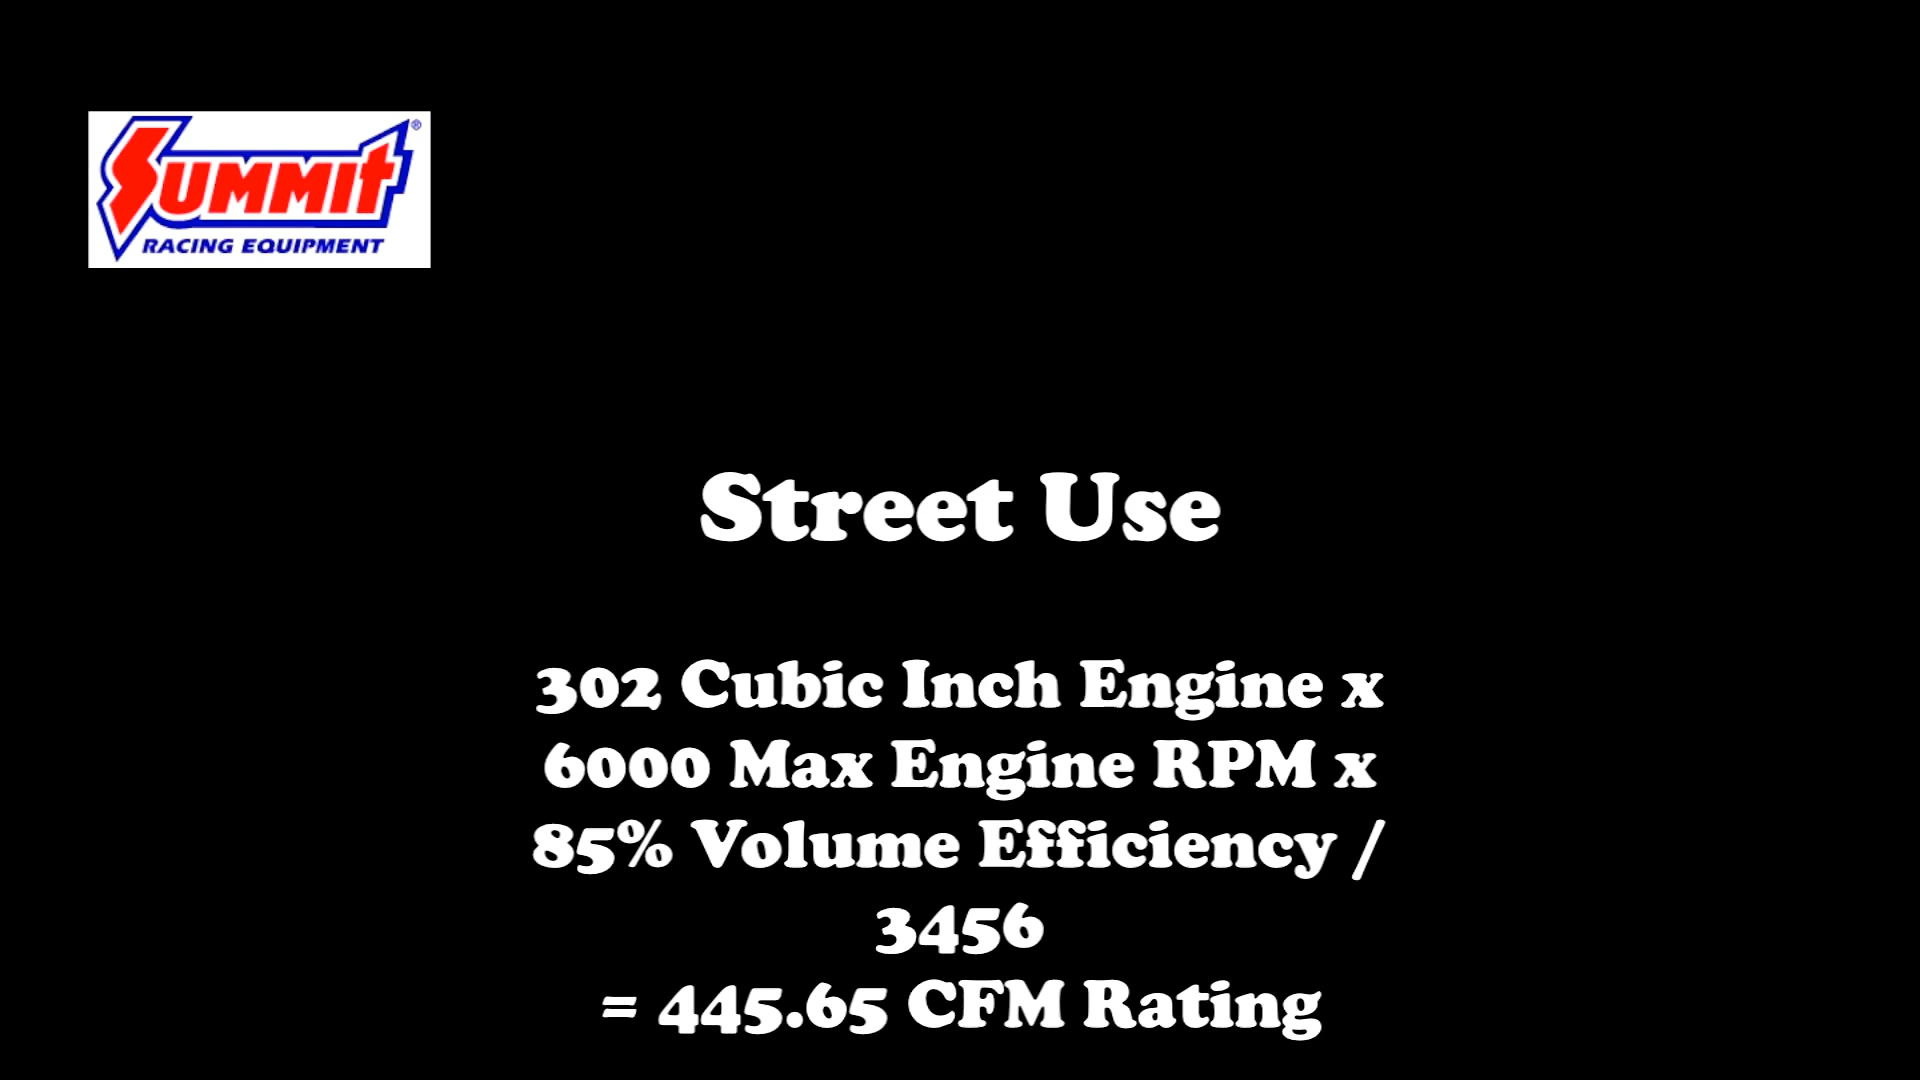 SUMMIT®
RACING EQUIPMENT
Street Use
302 Cubic Inch Engine x
6000 Max Engine RPM x
85% Volume Efficiency /
3456
= 445.65 CFM Rating